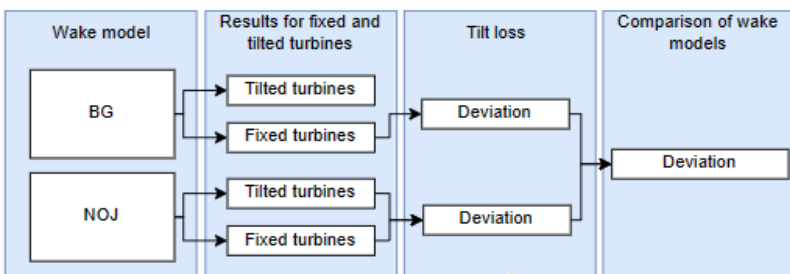 Wake model
Results for fixed and
tilted turbines
Tilt loss
Comparison of wake
models
BG
Tilted turbines
Fixed turbines
Deviation
Deviation
NOJ
Tilted turbines
Fixed turbines
Deviation